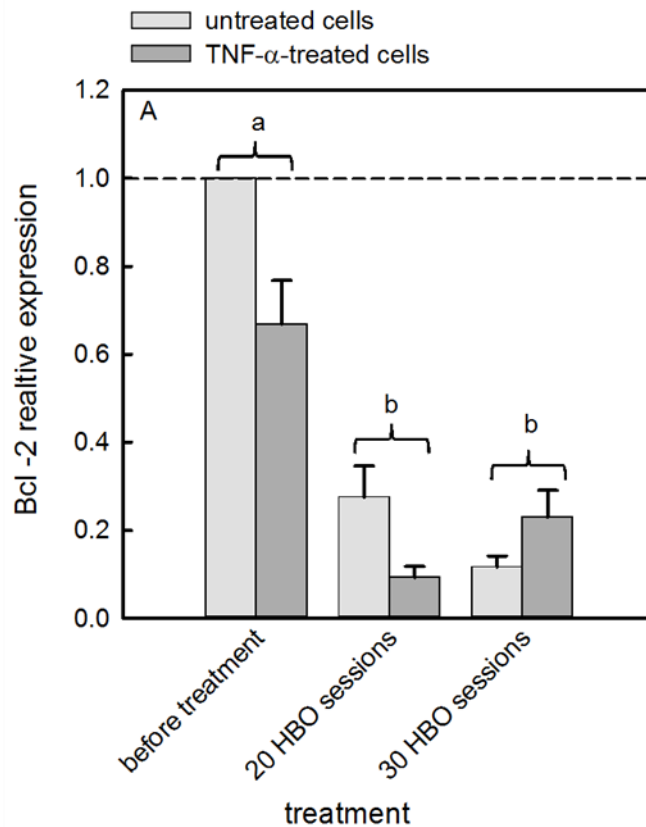 untreated cells
TNF-α-treated cells
A
a
b
b
1.2
1.0
0.8
0.6
0.4
0.2
0.0
Bcl -2 realtive expression
before treatment
20 HBO sessions
30 HBO sessions
treatment